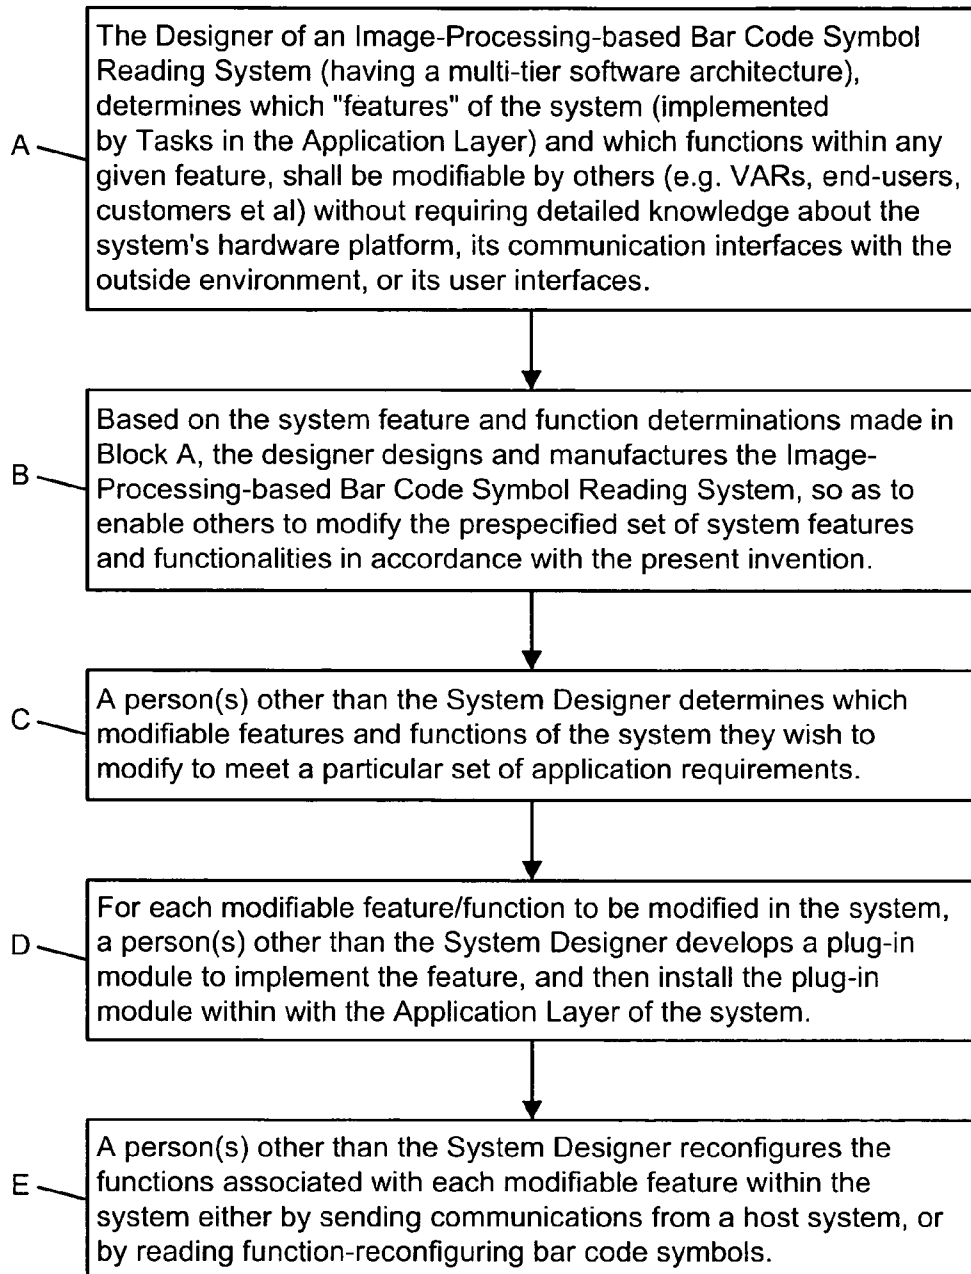 The Designer of an Image-Processing-based Bar Code Symbol
Reading System (having a multi-tier software architecture),
determines which "features" of the system (implemented
by Tasks in the Application Layer) and which functions within any
given feature, shall be modifiable by others (e.g. VARs, end-users,
customers et al) without requiring detailed knowledge about the
system's hardware platform, its communication interfaces with the
outside environment, or its user interfaces.
A
Based on the system feature and function determinations made in
Block A, the designer designs and manufactures the Image-
Processing-based Bar Code Symbol Reading System, so as to
enable others to modify the prespecified set of system features
and functionalities in accordance with the present invention.
B
A person(s) other than the System Designer determines which
modifiable features and functions of the system they wish to
modify to meet a particular set of application requirements.
C
For each modifiable feature/function to be modified in the system,
a person(s) other than the System Designer develops a plug-in
module to implement the feature, and then install the plug-in
module within with the Application Layer of the system.
D
A person(s) other than the System Designer reconfigures the
functions associated with each modifiable feature within the
system either by sending communications from a host system, or
by reading function-reconfiguring bar code symbols.
E